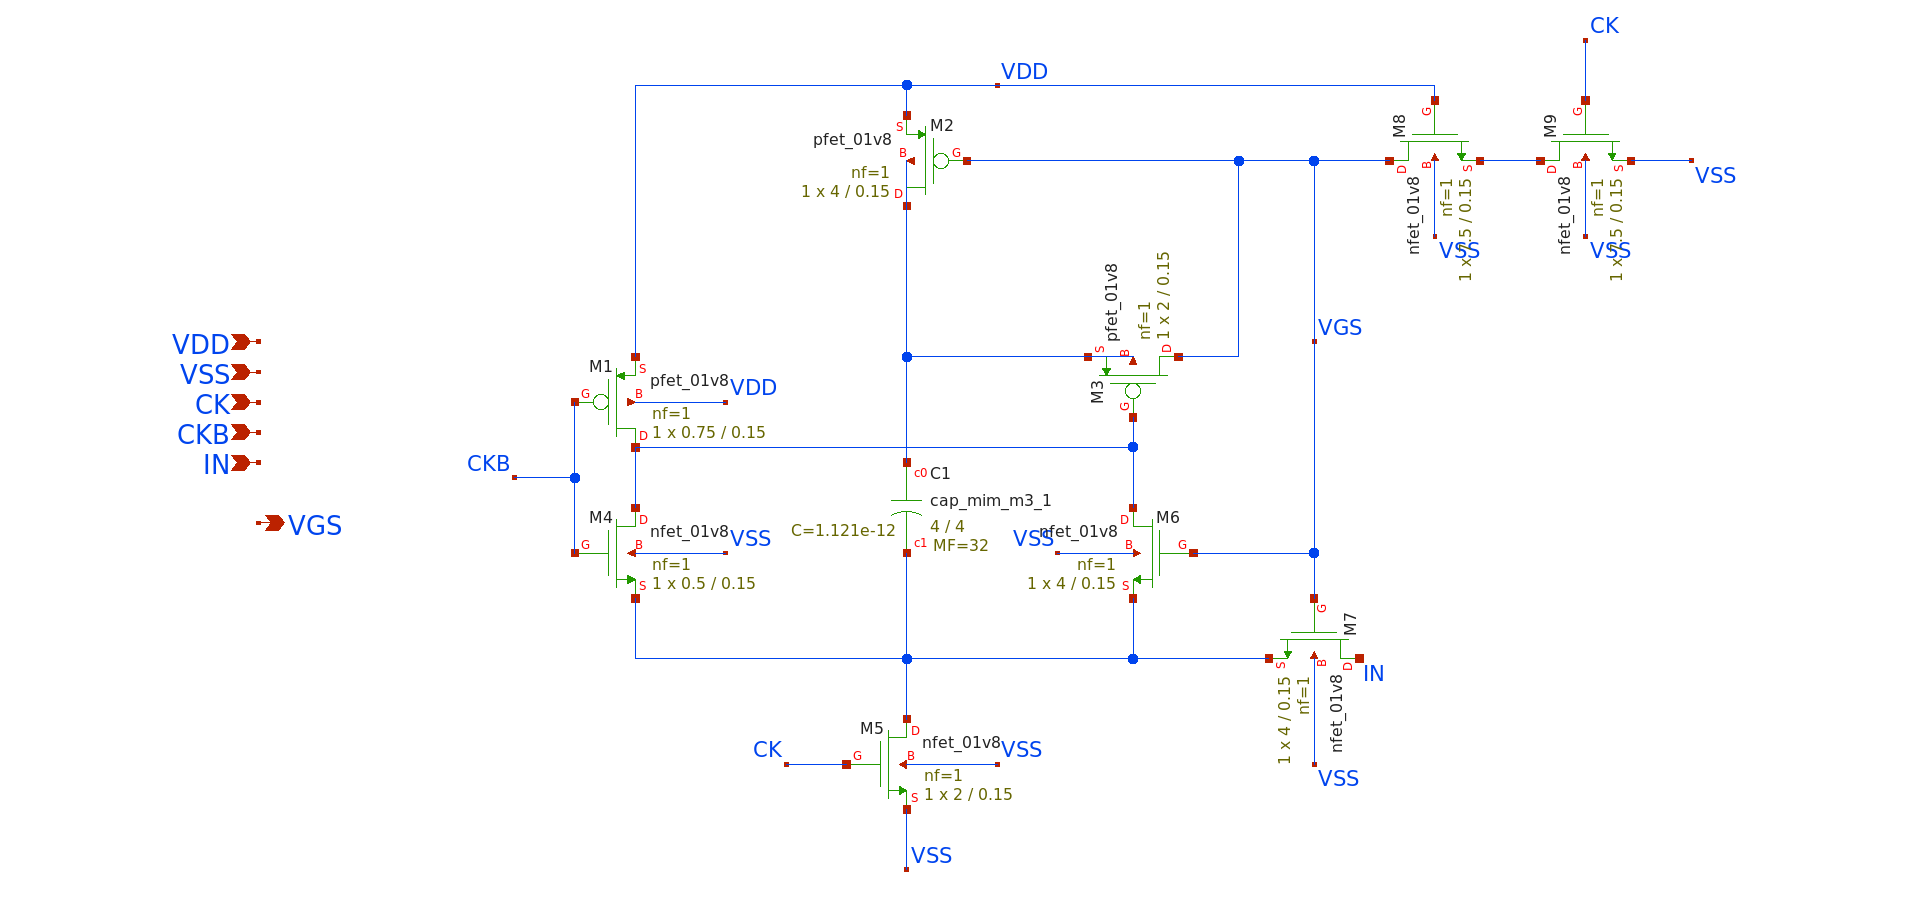 CK
VDD
M2
pfet_01v8
S
B
G
nf=1
1 x 4 / 0.15
D
M8
G
D
B
S
nfet_01v8
nf=1
1 x 7.5 / 0.15
VSS
M9
G
D
B
S
nfet_01v8
nf=1
1 x 7.5 / 0.15
VSS
VSS
pfet_01v8
nf=1
1 x 2 / 0.15
S
B
D
M3
G
VGS
VDD
VSS
CK
CKB
IN
VGS
M1
S
pfet_01v8
VDD
G
B
nf=1
1 x 0.75 / 0.15
D
CKB
c0
C1
cap_mim_m3_1
C=1.121e-12
4 / 4
c1
MF=32
M4
D
nfet_01v8
VSS
G
B
nf=1
1 x 0.5 / 0.15
S
D
M6
VSS
nfet_01v8
B
G
nf=1
1 x 4 / 0.15
S
G
M7
S
B
D
IN
1 x 4 / 0.15
nf=1
nfet_01v8
VSS
M5
D
nfet_01v8
VSS
CK
G
B
nf=1
1 x 2 / 0.15
S
VSS